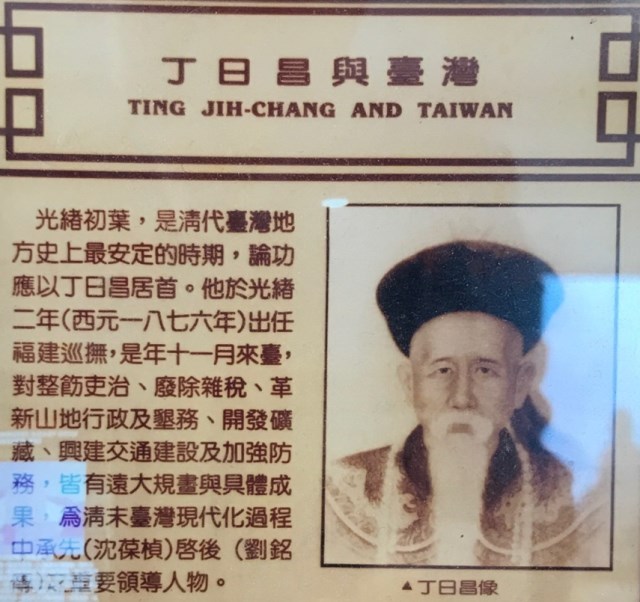 丁日昌與臺灣
TING JIH-CHANG AND TAIWAN
光緒初葉，是清代臺灣地
方史上最安定的時期，論功
應以丁日昌居首。他於光緒
二年(西元一八七六年)出任
福建巡撫，是年十一月來臺，
對整飭吏治、廢除雜稅、革
新山地行政及墾務、開發礦
藏、興建交通建設及加強防
務，皆有遠大規畫與具體成
果，為清末臺灣現代化過程
中承先(沈葆楨)啓後（劉銘
傳)之重要領導人物。
▲丁日昌像